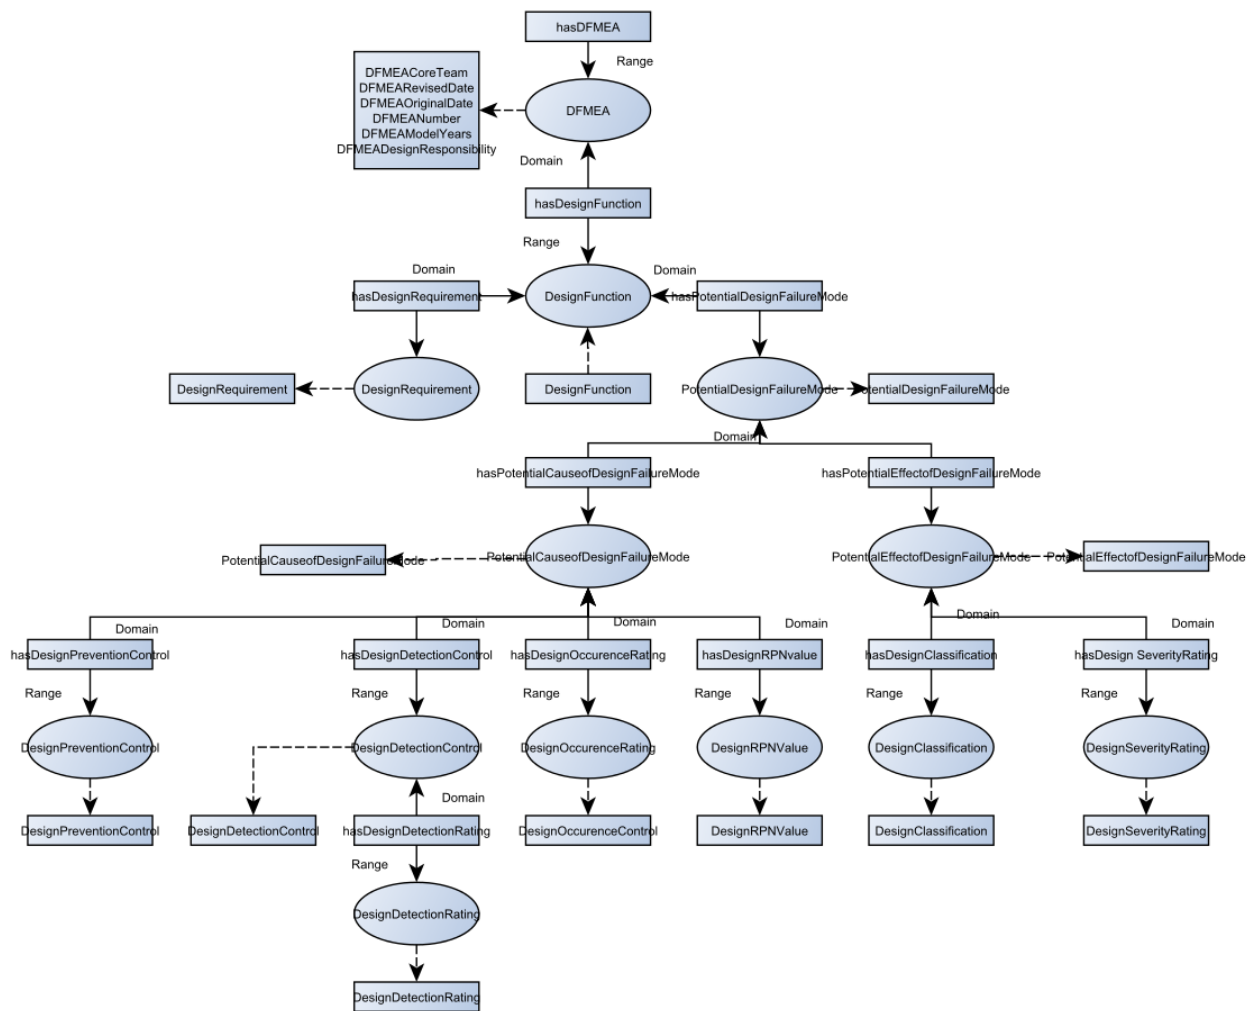 hasDFMEA
Range
DFMEACoreTeam
DFMEARevisedDate
DFMEAOriginalDate
DFMEANumber
DFMEAModelYears
DFMEADesignResponsibility
DFMEA
Domain
hasDesignFunction
Range
Domain
Domain
hasDesignRequirement
DesignFunction
hasPotentialDesignFailureMode
DesignRequirement
DesignRequirement
DesignFunction
PotentialDesignFailureMode
PotentialDesignFailureMode
Domain
hasPotentialCauseofDesignFailureMode
hasPotentialEffectofDesignFailureMode
PotentialCauseofDesignFailureMode
PotentialCauseofDesignFailureMode
PotentialEffectofDesignFailureMode
PotentialEffectofDesignFailureMode
Domain
Domain
Domain
Domain
Domain
Domain
hasDesignPreventionControl
hasDesignDetectionControl
hasDesignOccurenceRating
hasDesignRPNvalue
hasDesignClassification
hasDesign SeverityRating
Range
Range
Range
Range
Range
Range
DesignPreventionControl
DesignDetectionControl
DesignOccurenceRating
DesignRPNValue
DesignClassification
DesignSeverityRating
Domain
DesignPreventionControl
DesignDetectionControl
hasDesignDetectionRating
DesignOccurenceControl
DesignRPNValue
DesignClassification
DesignSeverityRating
Range
DesignDetectionRating
DesignDetectionRating